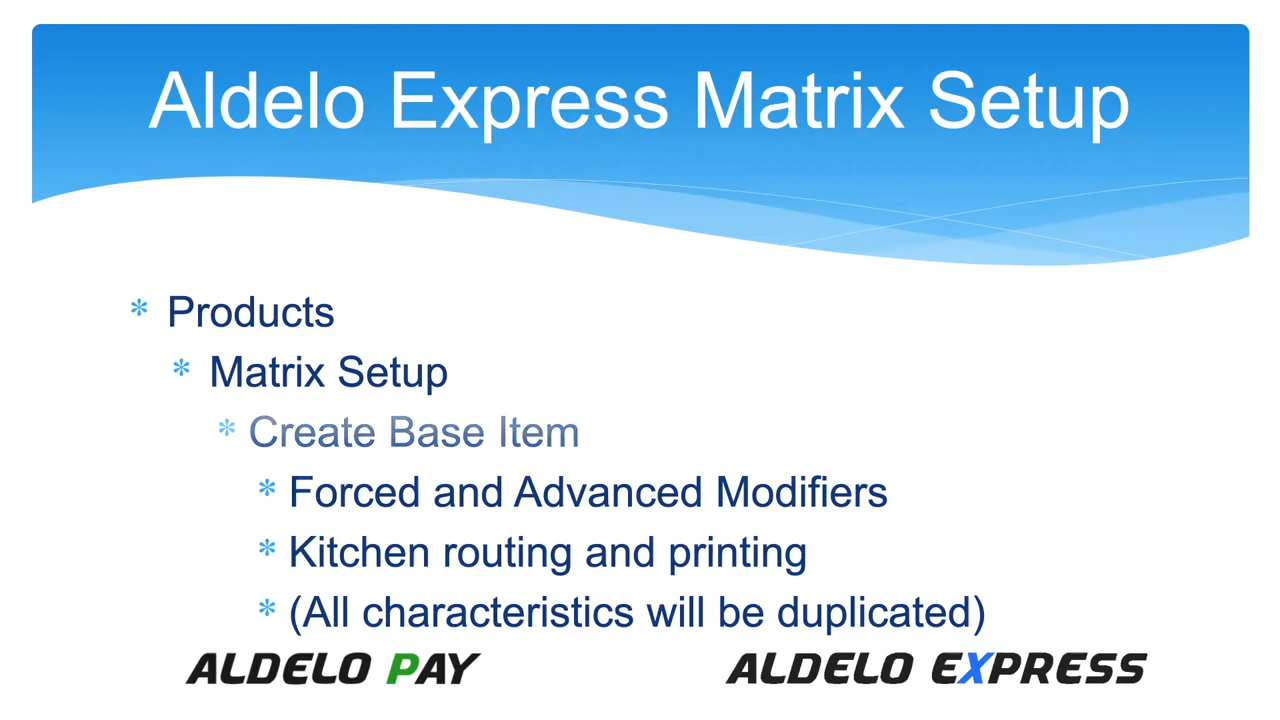 Aldelo Express Matrix Setup
* Products
* Matrix Setup
* Create Base Item
* Forced and Advanced Modifiers
* Kitchen routing and printing
* (All characteristics will be duplicated)
ALDELO PAY
ALDELO EXPRESS